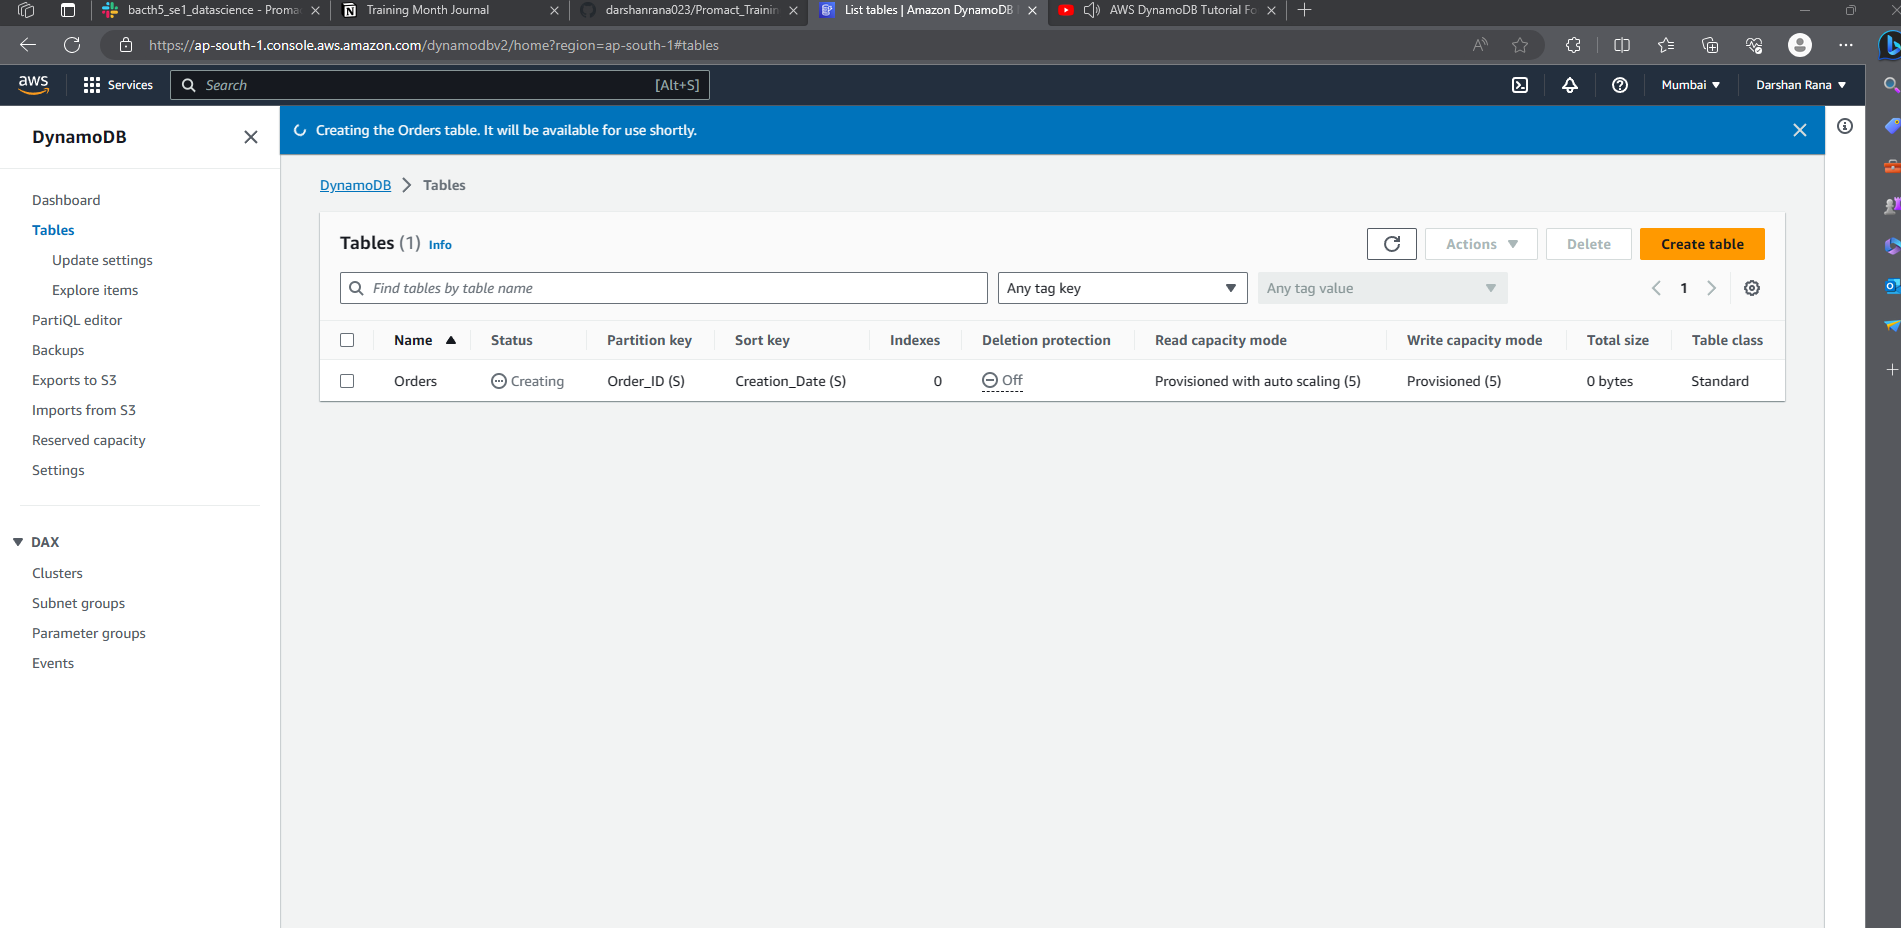 bacth5_se1_datascience - Proma
Training Month Journal
darshanrana023/Promact_Trainin
List tables | Amazon DynamoDB
AWS DynamoDB Tutorial Fo
https://ap-south-1.console.aws.amazon.com/dynamodbv2/home?region=ap-south-1#tables
aws
Services
Search
[Alt+S]
Mumbai
Darshan Rana
DynamoDB
Creating the Orders table. It will be available for use shortly.
Dashboard
Tables
Update settings
Explore items
PartiQL editor
Backups
Exports to S3
Imports from S3
Reserved capacity
Settings
DAX
Clusters
Subnet groups
Parameter groups
Events
DynamoDB > Tables
Tables (1) Info
Actions
Delete
Create table
Find tables by table name
Any tag key
Any tag value
1
Name Status Partition key Sort key Indexes Deletion protection Read capacity mode Write capacity mode Total size Table class
Orders Creating Order_ID (S) Creation_Date (S) 0 Off Provisioned with auto scaling (5) Provisioned (5) 0 bytes Standard